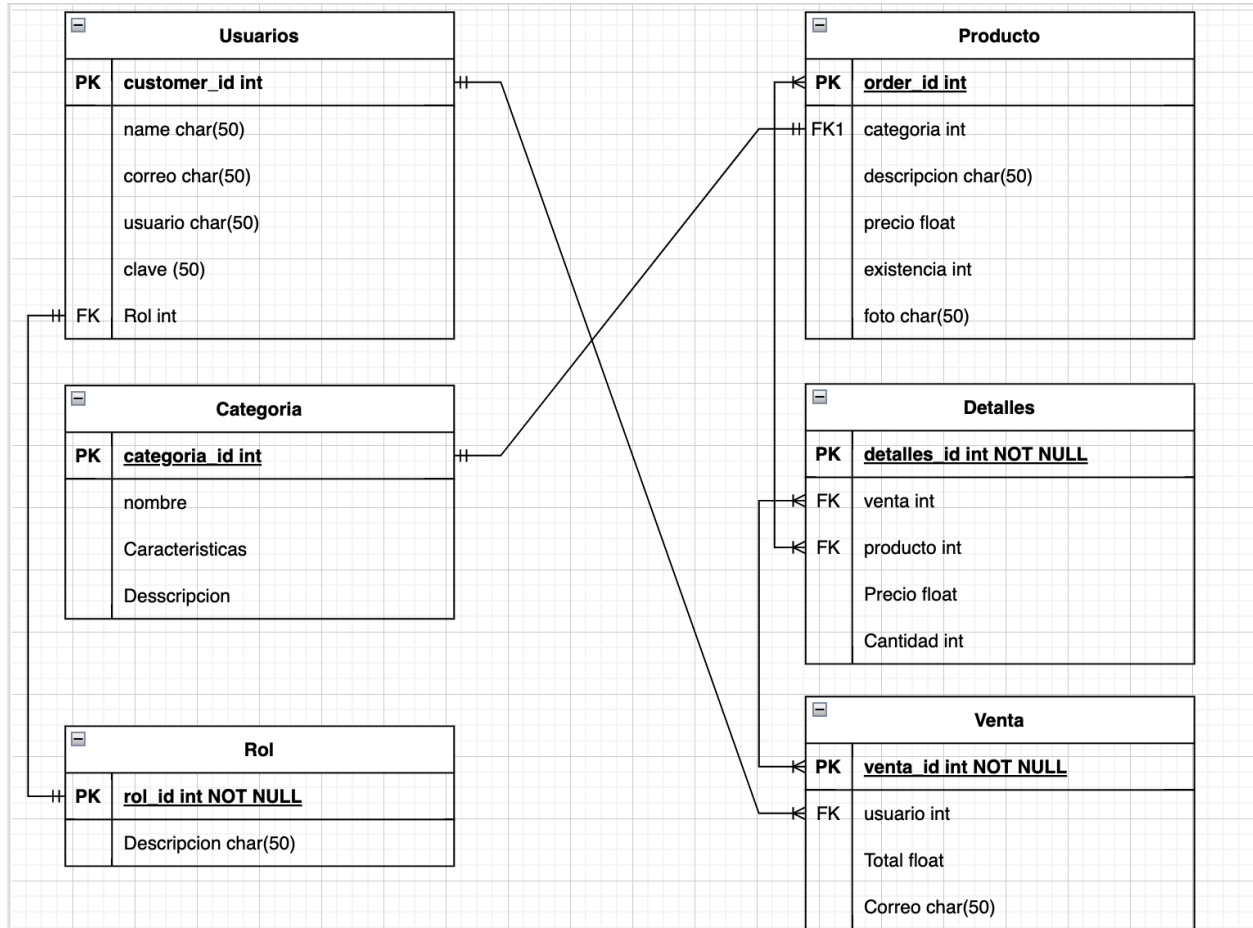 Usuarios
PK customer_id int
name char(50)
correo char(50)
usuario char(50)
clave (50)
FK Rol int
Categoria
PK categoria_id int
nombre
Caracteristicas
Desscripcion
Rol
PK rol_id int NOT NULL
Descripcion char(50)
Producto
PK order_id int
FK1 categoria int
descripcion char(50)
precio float
existencia int
foto char(50)
Detalles
PK detalles_id int NOT NULL
FK venta int
FK producto int
Precio float
Cantidad int
Venta
PK venta_id int NOT NULL
FK usuario int
Total float
Correo char(50)